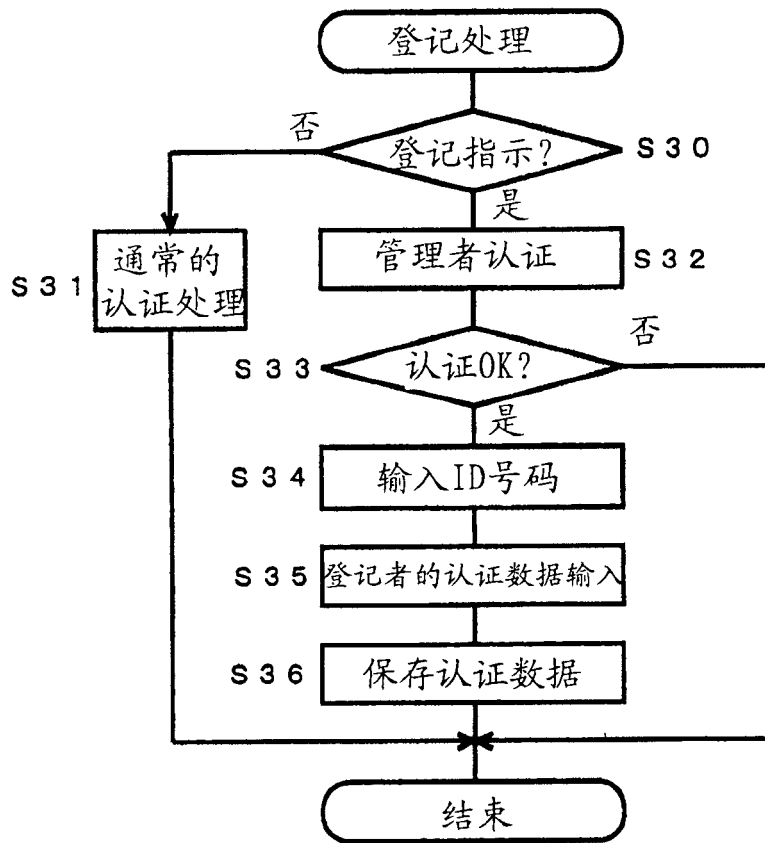 登记处理
否
登记指示?
S30
是
通常的
认证处理
S31
管理者认证
S32
否
S33
认证OK?
是
S34
输入ID号码
S35
登记者的认证数据输入
S36
保存认证数据
结束